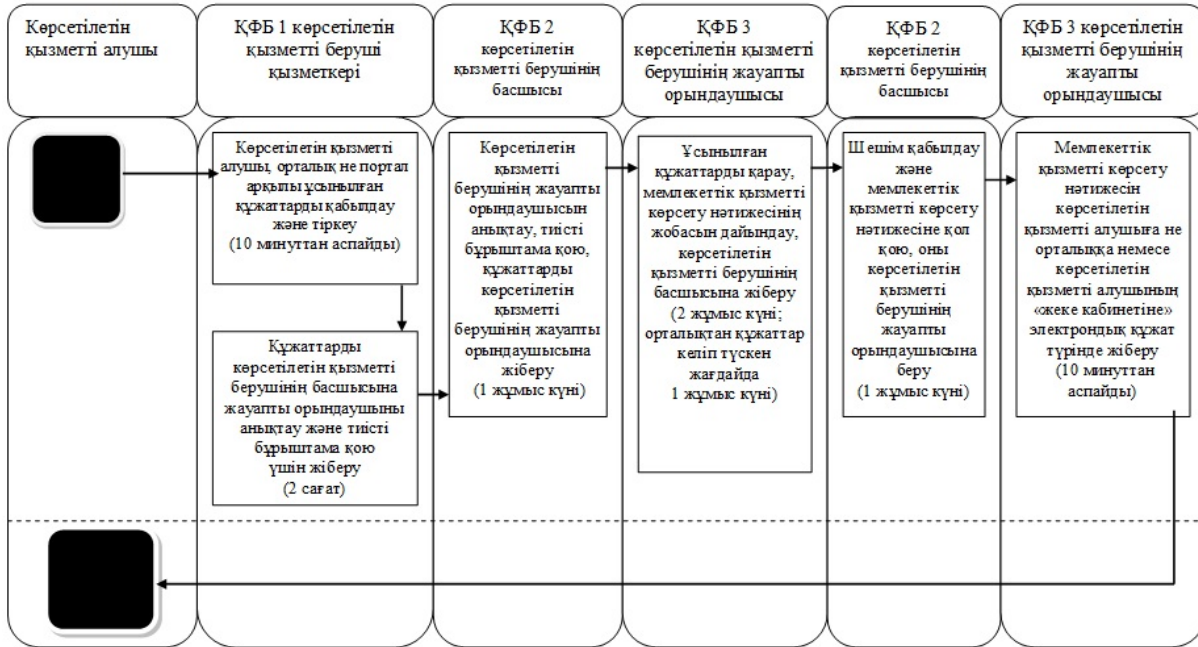 Көрсетілетін
қызметті алушы
ҚФБ 1 көрсетілетін
қызметті беруші
қызметкері
ҚФБ 2
көрсетілетін
қызметті берушінің
басшысы
ҚФБ 3
көрсетілетін қызметті
берушінің жауапты
орындаушысы
ҚФБ 2
көрсетілетін
қызметті берушінің
басшысы
ҚФБ 3 көрсетілетін
қызметті берушінің
жауапты
орындаушысы
Көрсетілетін қызметті
алушы, орталық не портал
арқылы ұсынылған
құжаттарды қабылдау
және тіркеу
(10 минуттан аспайды)
Құжаттарды
көрсетілетін қызметті
берушінің басшысына
жауапты орындаушыны
анықтау және тиісті
бұрыштама қою
үшін жіберу
(2 сағат)
Көрсетілетін
қызметті
берушінің жауапты
орындаушысын
анықтау, тиісті
бұрыштама қою,
құжаттарды
көрсетілетін
қызметті
берушінің жауапты
орындаушысына
жіберу
(1 жұмыс күні)
Ұсынылған
құжаттарды қарау,
мемлекеттік қызметті
көрсету нәтижесінің
жобасын дайындау,
көрсетілетін
қызметті берушінің
басшысына жіберу
(2 жұмыс күні;
орталықтан құжаттар
келіп түскен
жағдайда
1 жұмыс күні)
Шешім қабылдау
және
мемлекеттік
қызметті көрсету
нәтижесіне қол
қою, оны
көрсетілетін
қызметті
берушінің
жауапты
орындаушысына
беру
(1 жұмыс күні)
Мемлекеттік
қызметті көрсету
нәтижесін
көрсетілетін
қызметті алушыға не
орталыққа немесе
көрсетілетін
қызметті алушының
«жеке кабинетіне»
электрондық құжат
түрінде жіберу
(10 минуттан
аспайды)